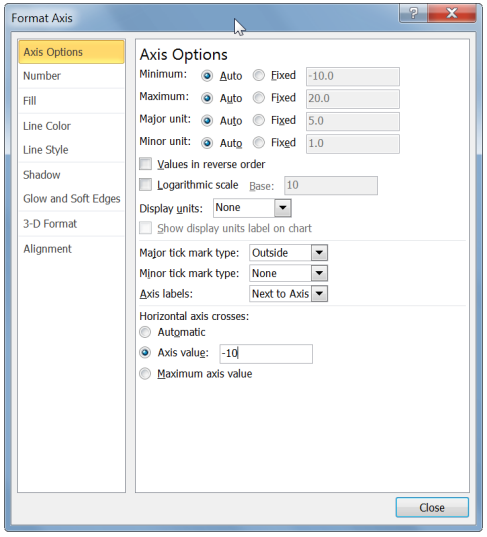 Format Axis
?
Axis Options
Number
Fill
Line Color
Line Style
Shadow
Glow and Soft Edges
3-D Format
Alignment
Axis Options
Minimum: Auto Fixed -10.0
Maximum: Auto Fixed 20.0
Major unit: Auto Fixed 5.0
Minor unit: Auto Fixed 1.0
Values in reverse order
Logarithmic scale Base: 10
Display units: None
Show display units label on chart
Major tick mark type: Outside
Minor tick mark type: None
Axis labels: Next to Axis
Horizontal axis crosses:
Automatic
Axis value: -10
Maximum axis value
Close